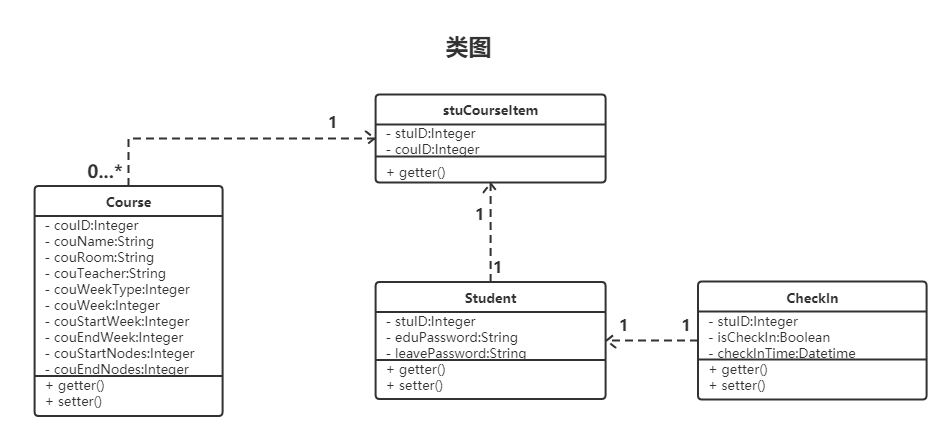 类图
stuCourseItem
- stuID:Integer
- couID:Integer
+ getter()
1
0...*
Course
- couID:Integer
- couName:String
- couRoom:String
- couTeacher:String
- couWeekType:Integer
- couWeek:Integer
- couStartWeek:Integer
- couEndWeek:Integer
- couStartNodes:Integer
- couEndNodes:Integer
+ getter()
+ setter()
1
1
Student
- stuID:Integer
- eduPassword:String
- leavePassword:String
+ getter()
+ setter()
1
1
CheckIn
- stuID:Integer
- isCheckIn:Boolean
- checkInTime:Datetime
+ getter()
+ setter()